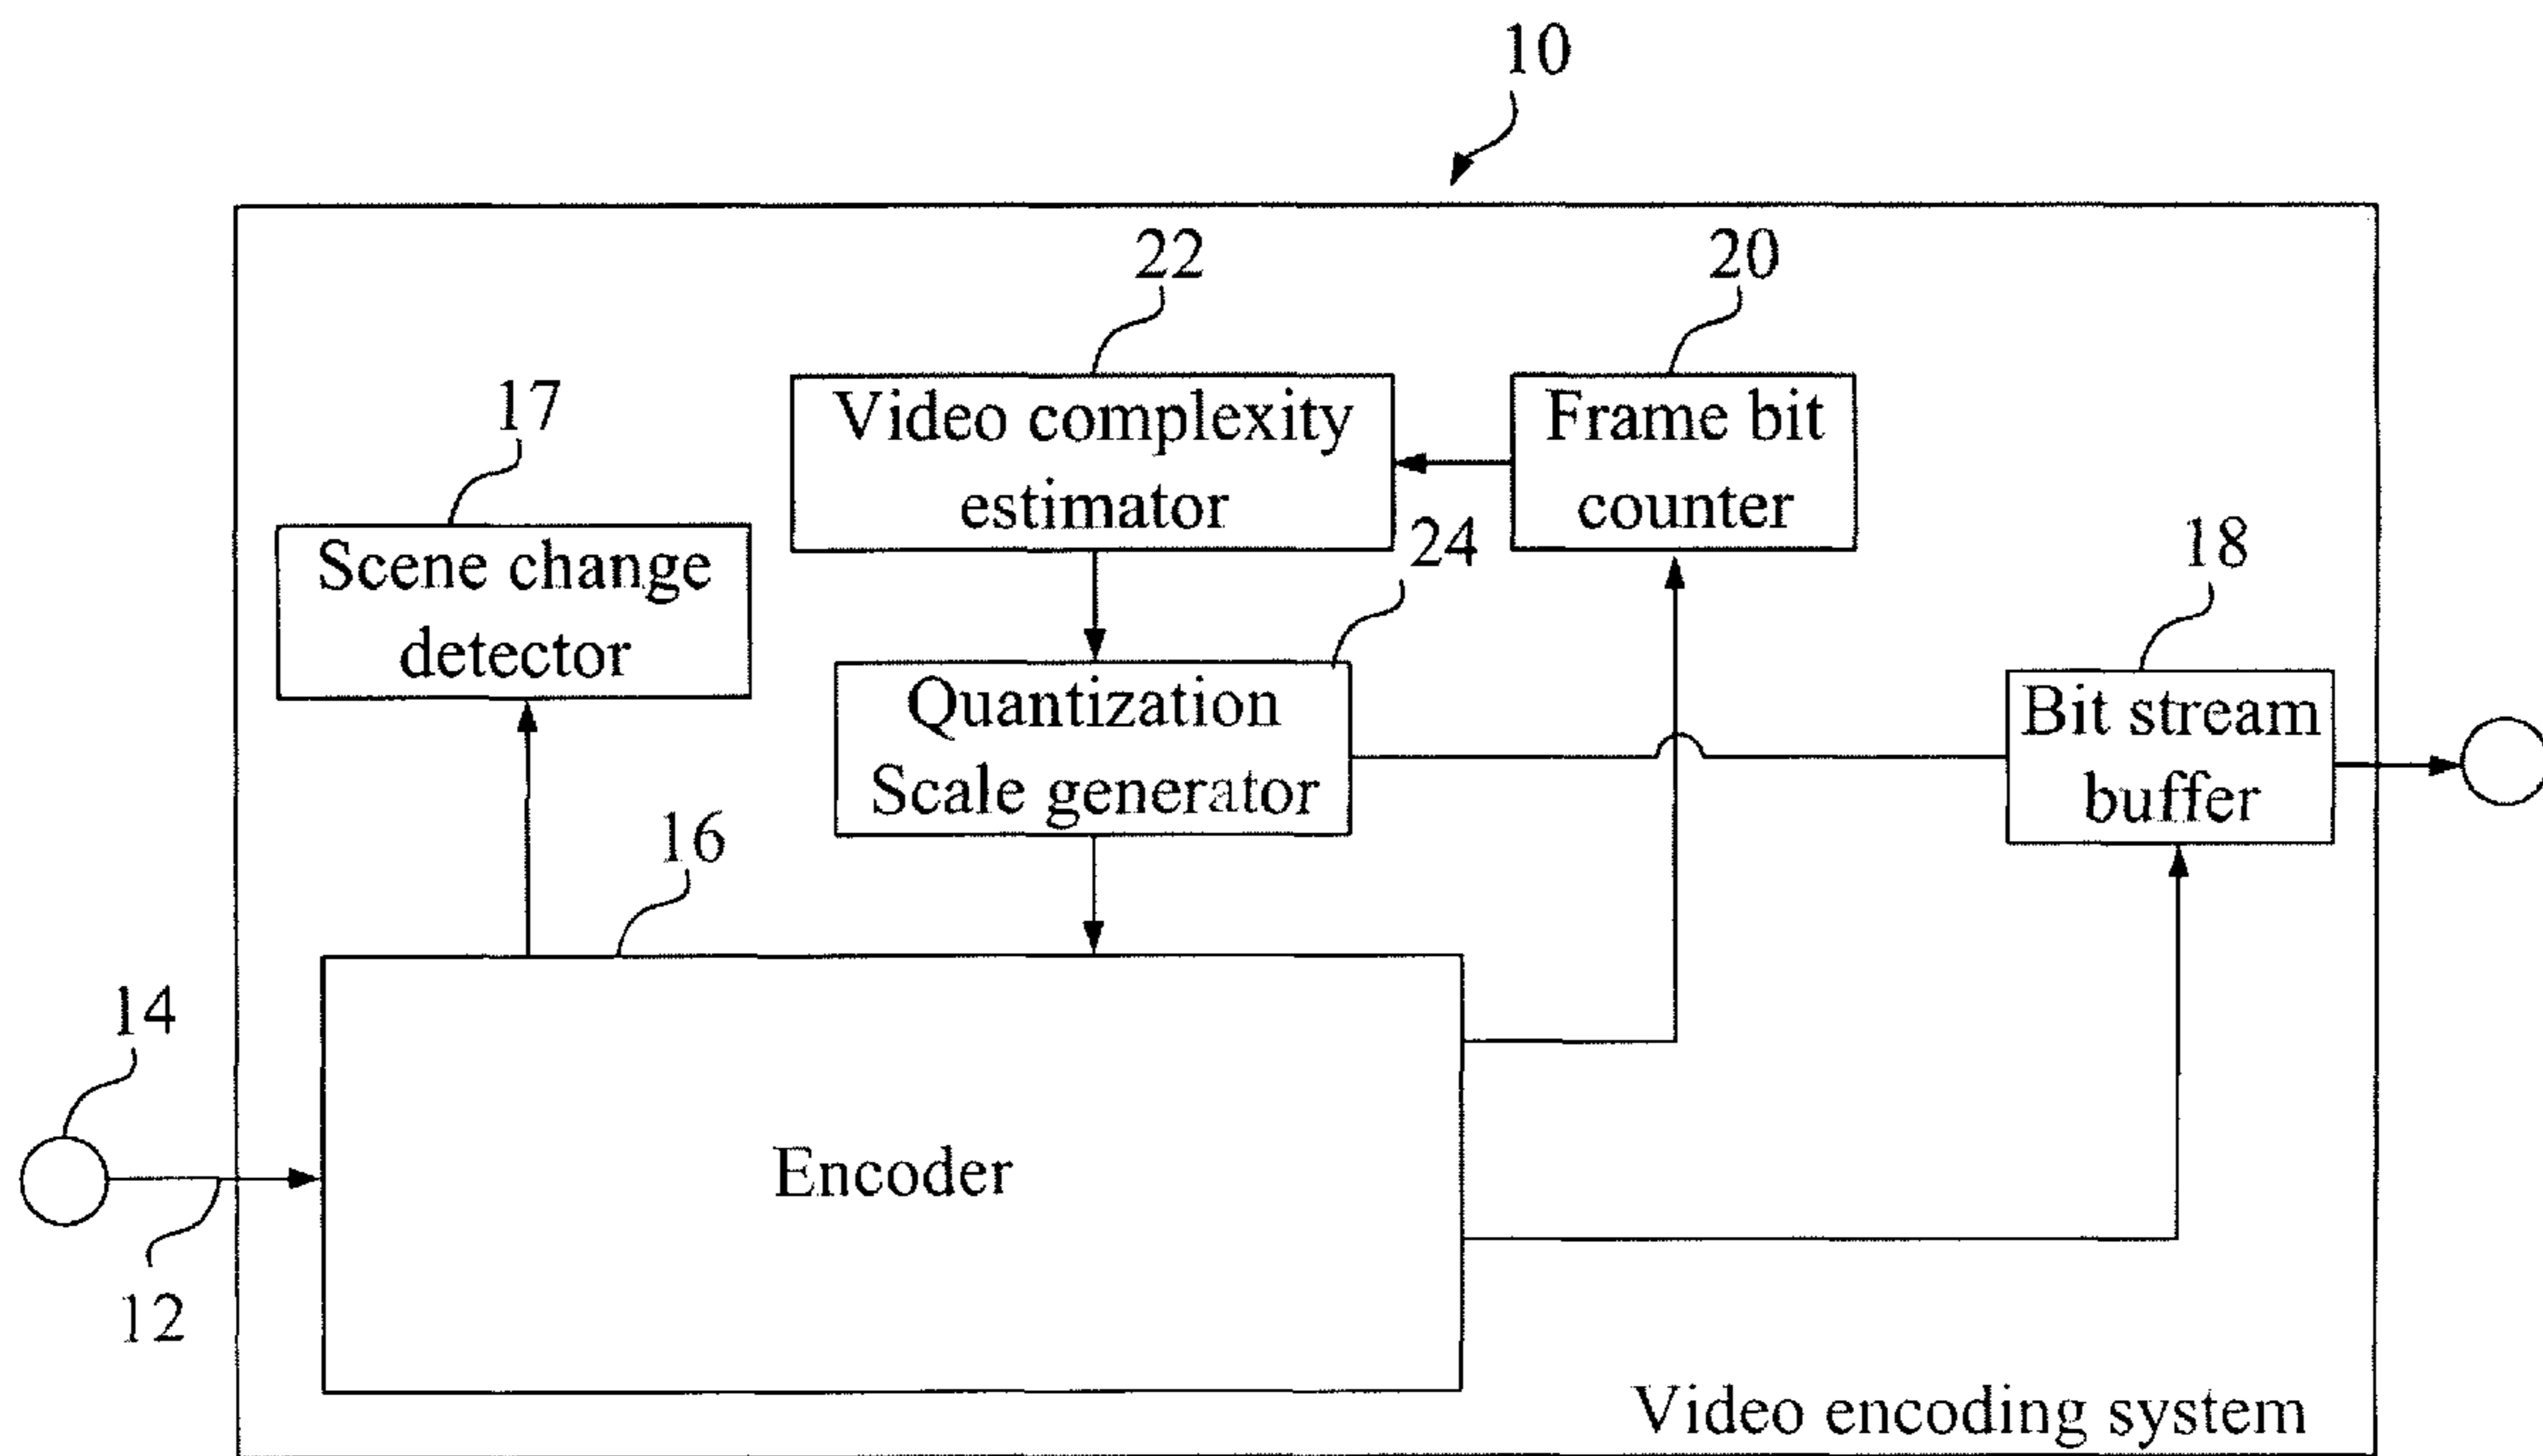 10
22
20
17
Video complexity
estimator
Frame bit
counter
24
18
Scene change
detector
Quantization
Scale generator
Bit stream
buffer
16
14
Encoder
12
Video encoding system